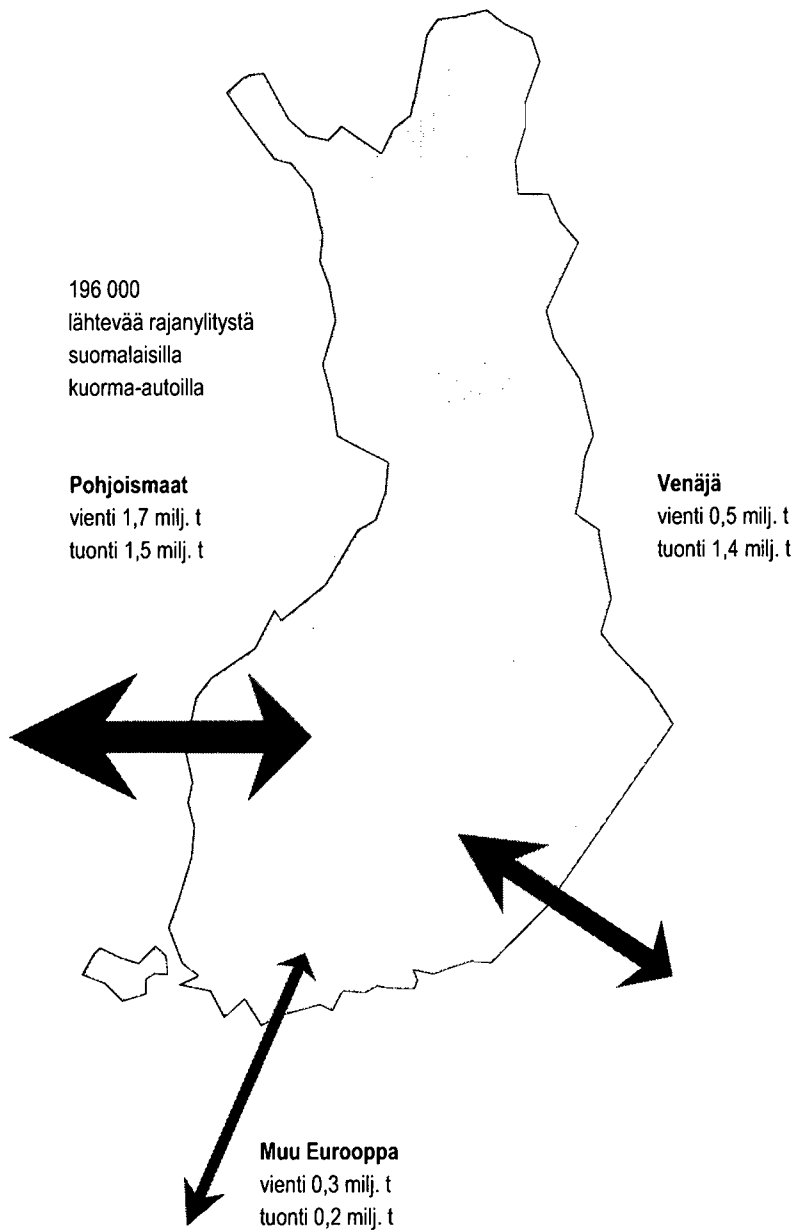 196 000
lähtevää rajanylitystä
suomalaisilla
kuorma-autoilla
Pohjoismaat
vienti 1,7 milj. t
tuonti 1,5 milj. t
Venäjä
vienti 0,5 milj. t
tuonti 1,4 milj. t
Muu Eurooppa
vienti 0,3 milj. t
tuonti 0,2 milj. t